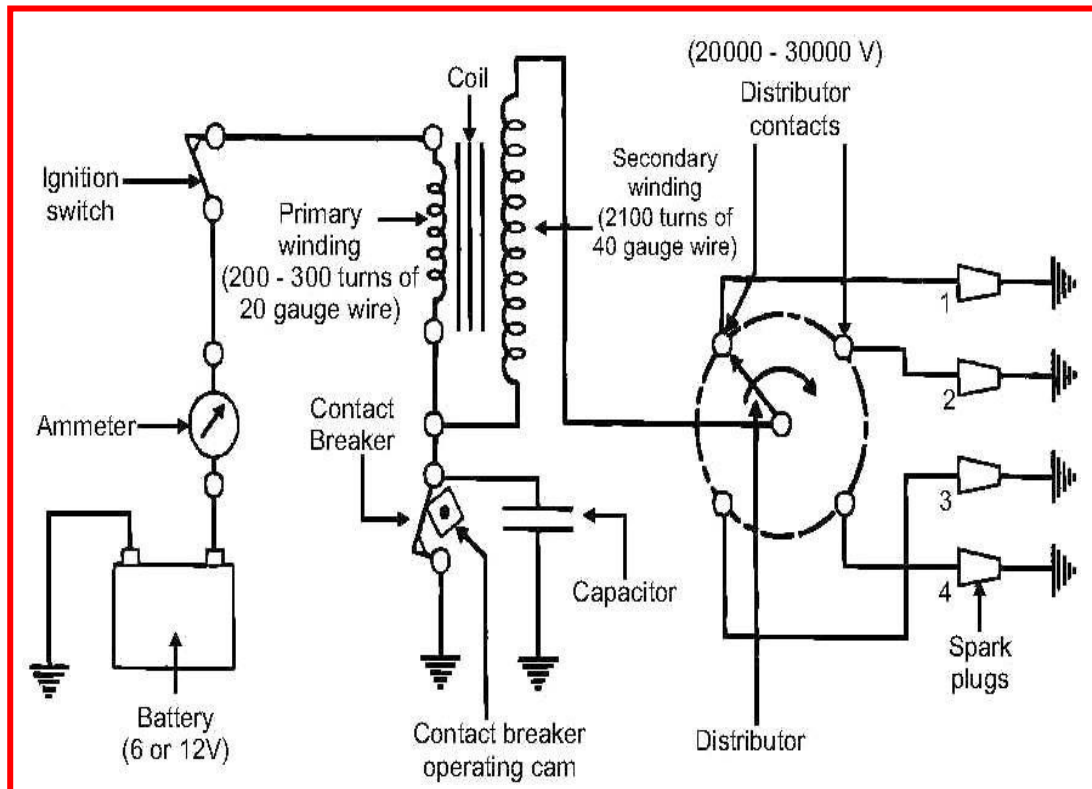 (20000 - 30000 V)
Distributor
contacts
Coil
Ignition
switch
Primary
winding
(200 - 300 turns of
20 gauge wire)
Secondary
winding
(2100 turns of
40 gauge wire)
1
2
3
4
Ammeter
Contact
Breaker
Capacitor
Spark
plugs
Battery
(6 or 12V)
Contact breaker
operating cam
Distributor